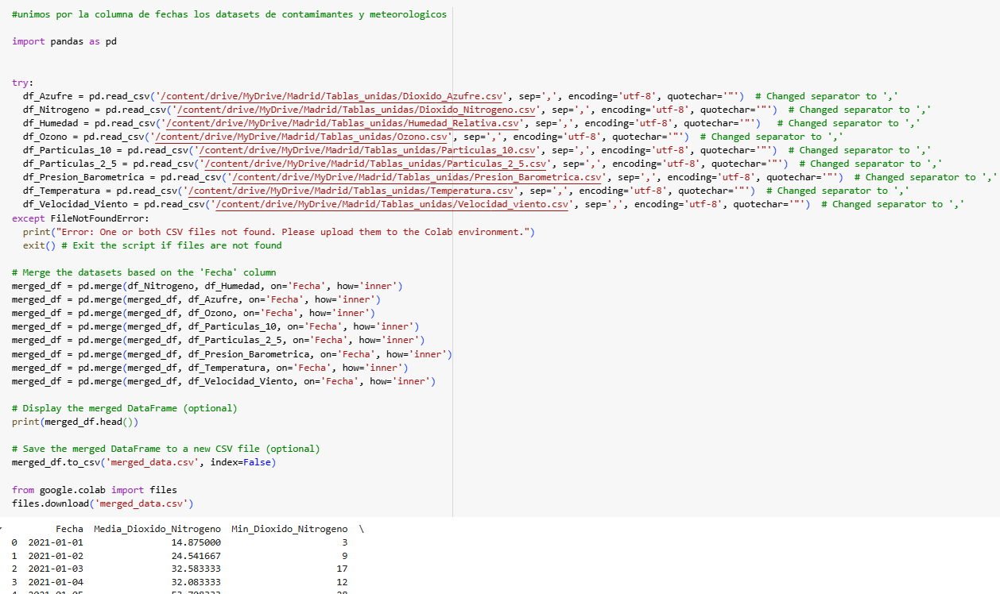 #unimos por la columna de fechas los datasets de contamimantes y meteorologicos
import pandas as pd
try:
df_Azufre = pd.read_csv('/content/drive/MyDrive/Madrid/Tablas_unidas/Dioxido_Azufre.csv', sep=',', encoding='utf-8', quotechar='"') # Changed separator to ','
df_Nitrogeno = pd.read_csv('/content/drive/MyDrive/Madrid/Tablas_unidas/Dioxido_Nitrogeno.csv', sep=',', encoding='utf-8', quotechar='"') # Changed separator to ','
df_Humedad = pd.read_csv('/content/drive/MyDrive/Madrid/Tablas_unidas/Humedad_Relativa.csv', sep=',', encoding='utf-8', quotechar='"') # Changed separator to ','
df_Ozono = pd.read_csv('/content/drive/MyDrive/Madrid/Tablas_unidas/Ozono.csv', sep=',', encoding='utf-8', quotechar='"') # Changed separator to ','
df_Particulas_10 = pd.read_csv('/content/drive/MyDrive/Madrid/Tablas_unidas/Particulas_10.csv', sep=',', encoding='utf-8', quotechar='"') # Changed separator to ','
df_Particulas_2_5 = pd.read_csv('/content/drive/MyDrive/Madrid/Tablas_unidas/Particulas_2_5.csv', sep=',', encoding='utf-8', quotechar='"') # Changed separator to ','
df_Presion_Barometrica = pd.read_csv('/content/drive/MyDrive/Madrid/Tablas_unidas/Presion_Barometrica.csv', sep=',', encoding='utf-8', quotechar='"') # Changed separator to ','
df_Temperatura = pd.read_csv('/content/drive/MyDrive/Madrid/Tablas_unidas/Temperatura.csv', sep=',', encoding='utf-8', quotechar='"') # Changed separator to ','
df_Velocidad_Viento = pd.read_csv('/content/drive/MyDrive/Madrid/Tablas_unidas/Velocidad_viento.csv', sep=',', encoding='utf-8', quotechar='"') # Changed separator to ','
except FileNotFoundError:
print("Error: One or both CSV files not found. Please upload them to the Colab environment.")
exit() # Exit the script if files are not found
# Merge the datasets based on the 'Fecha' column
merged_df = pd.merge(df_Nitrogeno, df_Humedad, on='Fecha', how='inner')
merged_df = pd.merge(merged_df, df_Azufre, on='Fecha', how='inner')
merged_df = pd.merge(merged_df, df_Ozono, on='Fecha', how='inner')
merged_df = pd.merge(merged_df, df_Particulas_10, on='Fecha', how='inner')
merged_df = pd.merge(merged_df, df_Particulas_2_5, on='Fecha', how='inner')
merged_df = pd.merge(merged_df, df_Presion_Barometrica, on='Fecha', how='inner')
merged_df = pd.merge(merged_df, df_Temperatura, on='Fecha', how='inner')
merged_df = pd.merge(merged_df, df_Velocidad_Viento, on='Fecha', how='inner')
# Display the merged DataFrame (optional)
print(merged_df.head())
# Save the merged DataFrame to a new CSV file (optional)
merged_df.to_csv('merged_data.csv', index=False)
from google.colab import files
files.download('merged_data.csv')
Fecha Media_Dioxido_Nitrogeno Min_Dioxido_Nitrogeno \
0 2021-01-01 14.875000 3
1 2021-01-02 24.541667 9
2 2021-01-03 32.583333 17
3 2021-01-04 32.083333 12